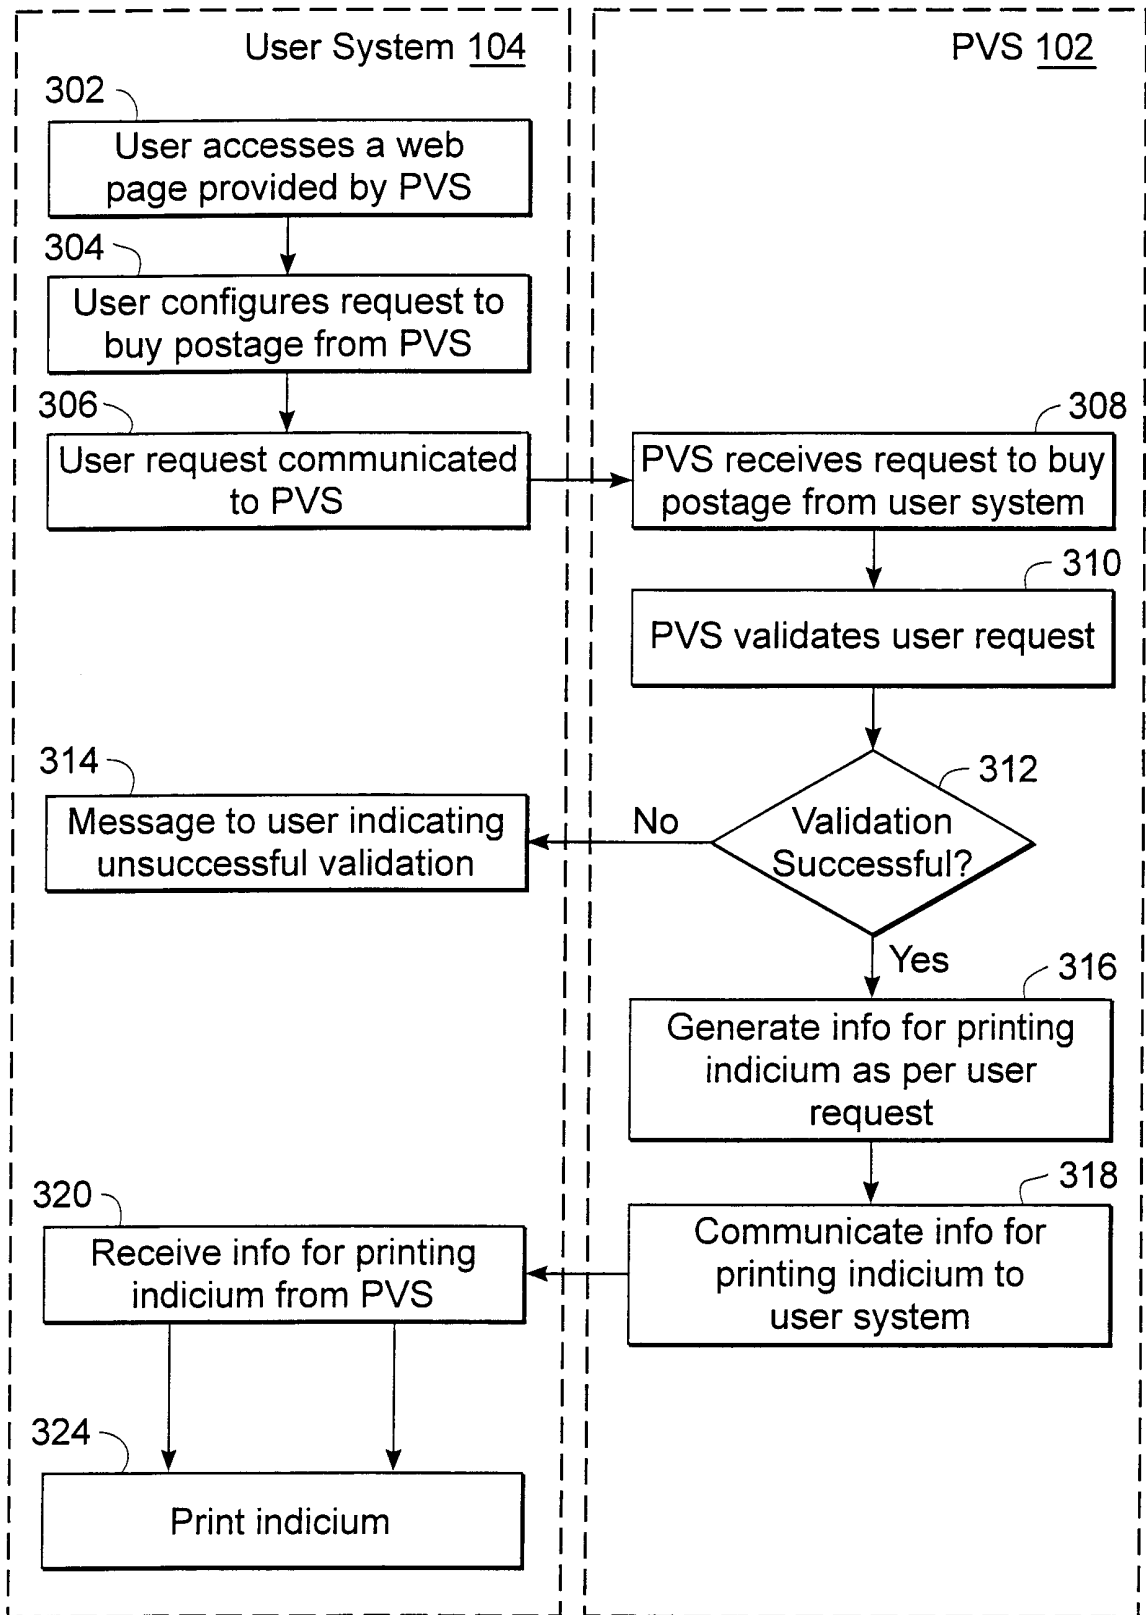 User System 104
PVS 102
302
User accesses a web
page provided by PVS
304
User configures request to
buy postage from PVS
306
User request communicated
to PVS
308
PVS receives request to buy
postage from user system
310
PVS validates user request
312
Validation
Successful?
No
314
Message to user indicating
unsuccessful validation
Yes
316
Generate info for printing
indicium as per user
request
318
Communicate info for
printing indicium to
user system
320
Receive info for printing
indicium from PVS
324
Print indicium